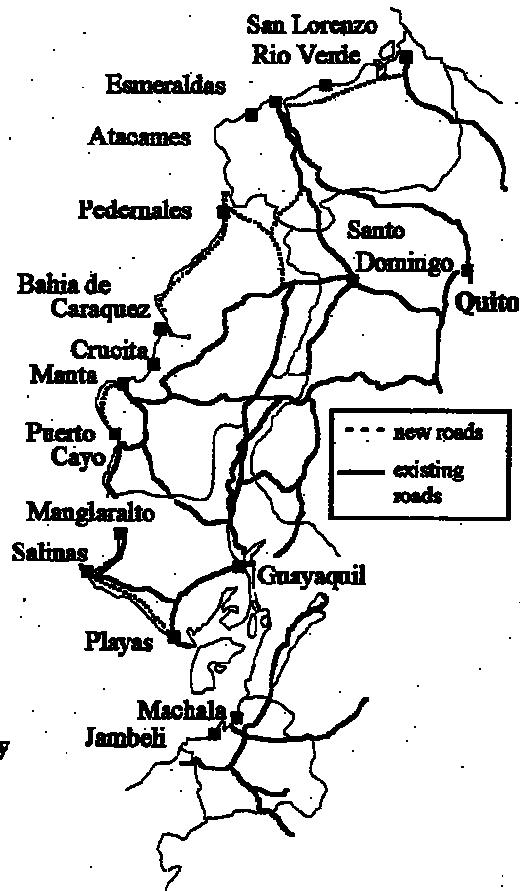 San Lorenzo
Rio Verde
Esmeraldas
Atacames
Pedernales
Santo
Domingo
Bahia de
Caraquez
Quito
Crucita
Manta
new roads
Puerto
Cayo
existing
roads
Manglaralto
Salinas
Guayaquil
Playas
Machala
Jambeli
y